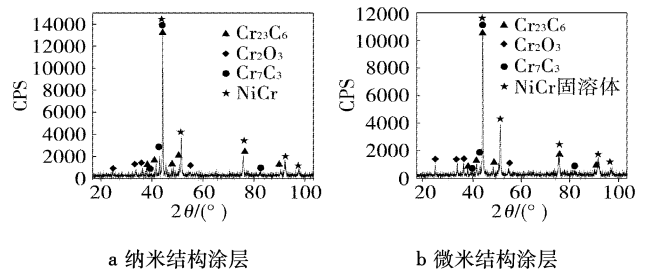 14000
12000
10000
8000
6000
4000
2000
0
CPS
▲ Cr₂₃C₆
◆ Cr₂O₃
● Cr₇C₃
★ NiCr
20 40 60 80 100
2θ/(°)
a 纳米结构涂层
12000
10000
8000
6000
4000
2000
0
CPS
▲ Cr₂₃C₆
◆ Cr₂O₃
● Cr₇C₃
★ NiCr固溶体
20 40 60 80 100
2θ/(°)
b 微米结构涂层